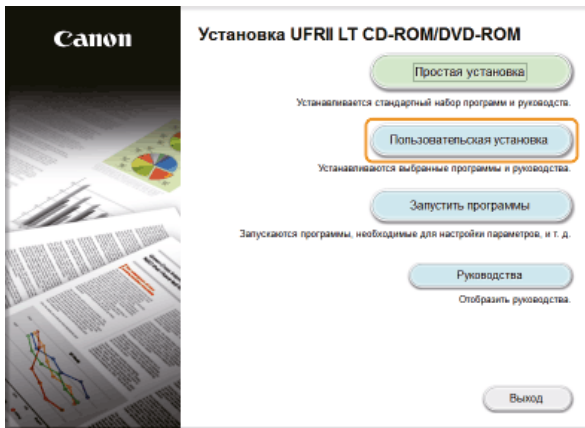 Canon
Установка UFRII LT CD-ROM/DVD-ROM
Простая установка
Устанавливается стандартный набор программ и руководств.
Пользовательская установка
Устанавливаются выбранные программы и руководства.
Запустить программы
Запускаются программы, необходимые для настройки параметров, и т. д.
Руководства
Отобразить руководства.
Выход